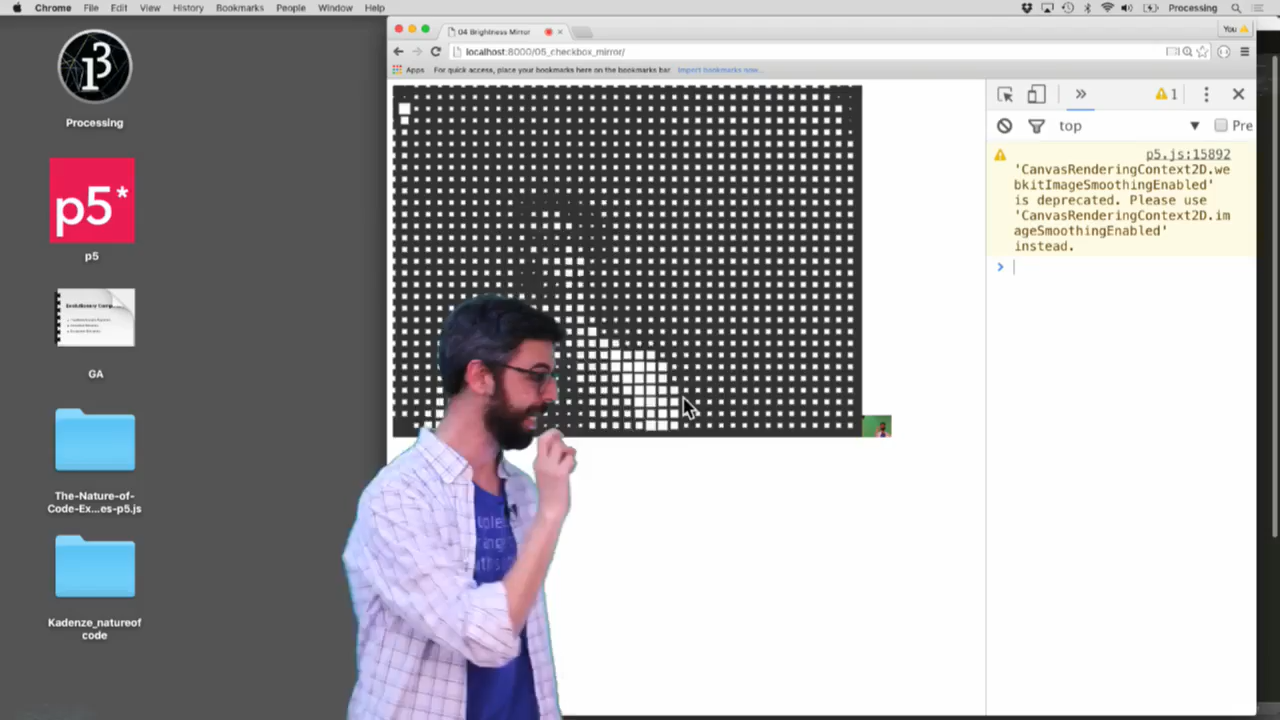 Chrome File Edit View History Bookmarks People Window Help Processing
04 Brightness Mirror
You
localhost:8000/05_checkbox_mirror/
Apps For quick access, place your bookmarks here on the bookmarks bar. Import bookmarks now...
i3
Processing
p5*
p5
GA
The-Nature-of-
Code-Ex...es-p5.js
Kadenze_natureof
code
1
top
Pre
p5.js:15892
'CanvasRenderingContext2D.we
bkitImageSmoothingEnabled'
is deprecated. Please use
'CanvasRenderingContext2D.im
ageSmoothingEnabled'
instead.